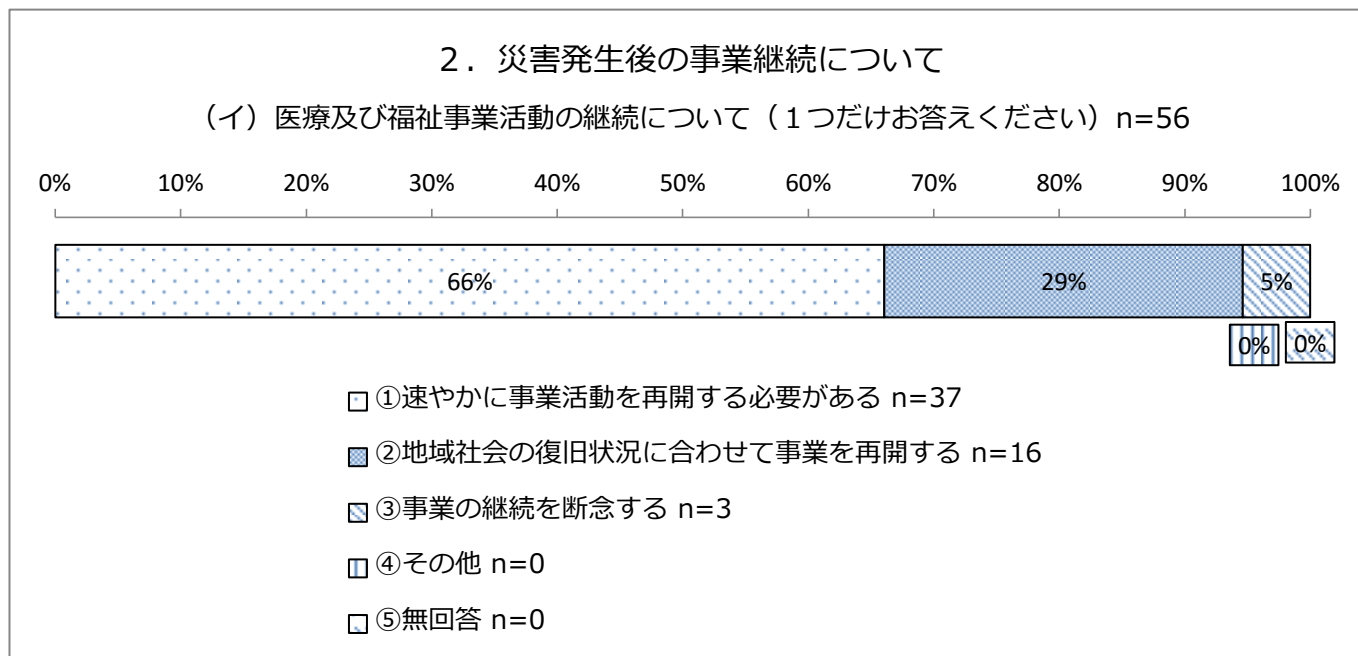 ２．災害発生後の事業継続について
（イ）医療及び福祉事業活動の継続について（１つだけお答えください）n=56
0% 10% 20% 30% 40% 50% 60% 70% 80% 90% 100%
66% 29% 5%
0% 0%
①速やかに事業活動を再開する必要がある n=37
②地域社会の復旧状況に合わせて事業を再開する n=16
③事業の継続を断念する n=3
④その他 n=0
⑤無回答 n=0